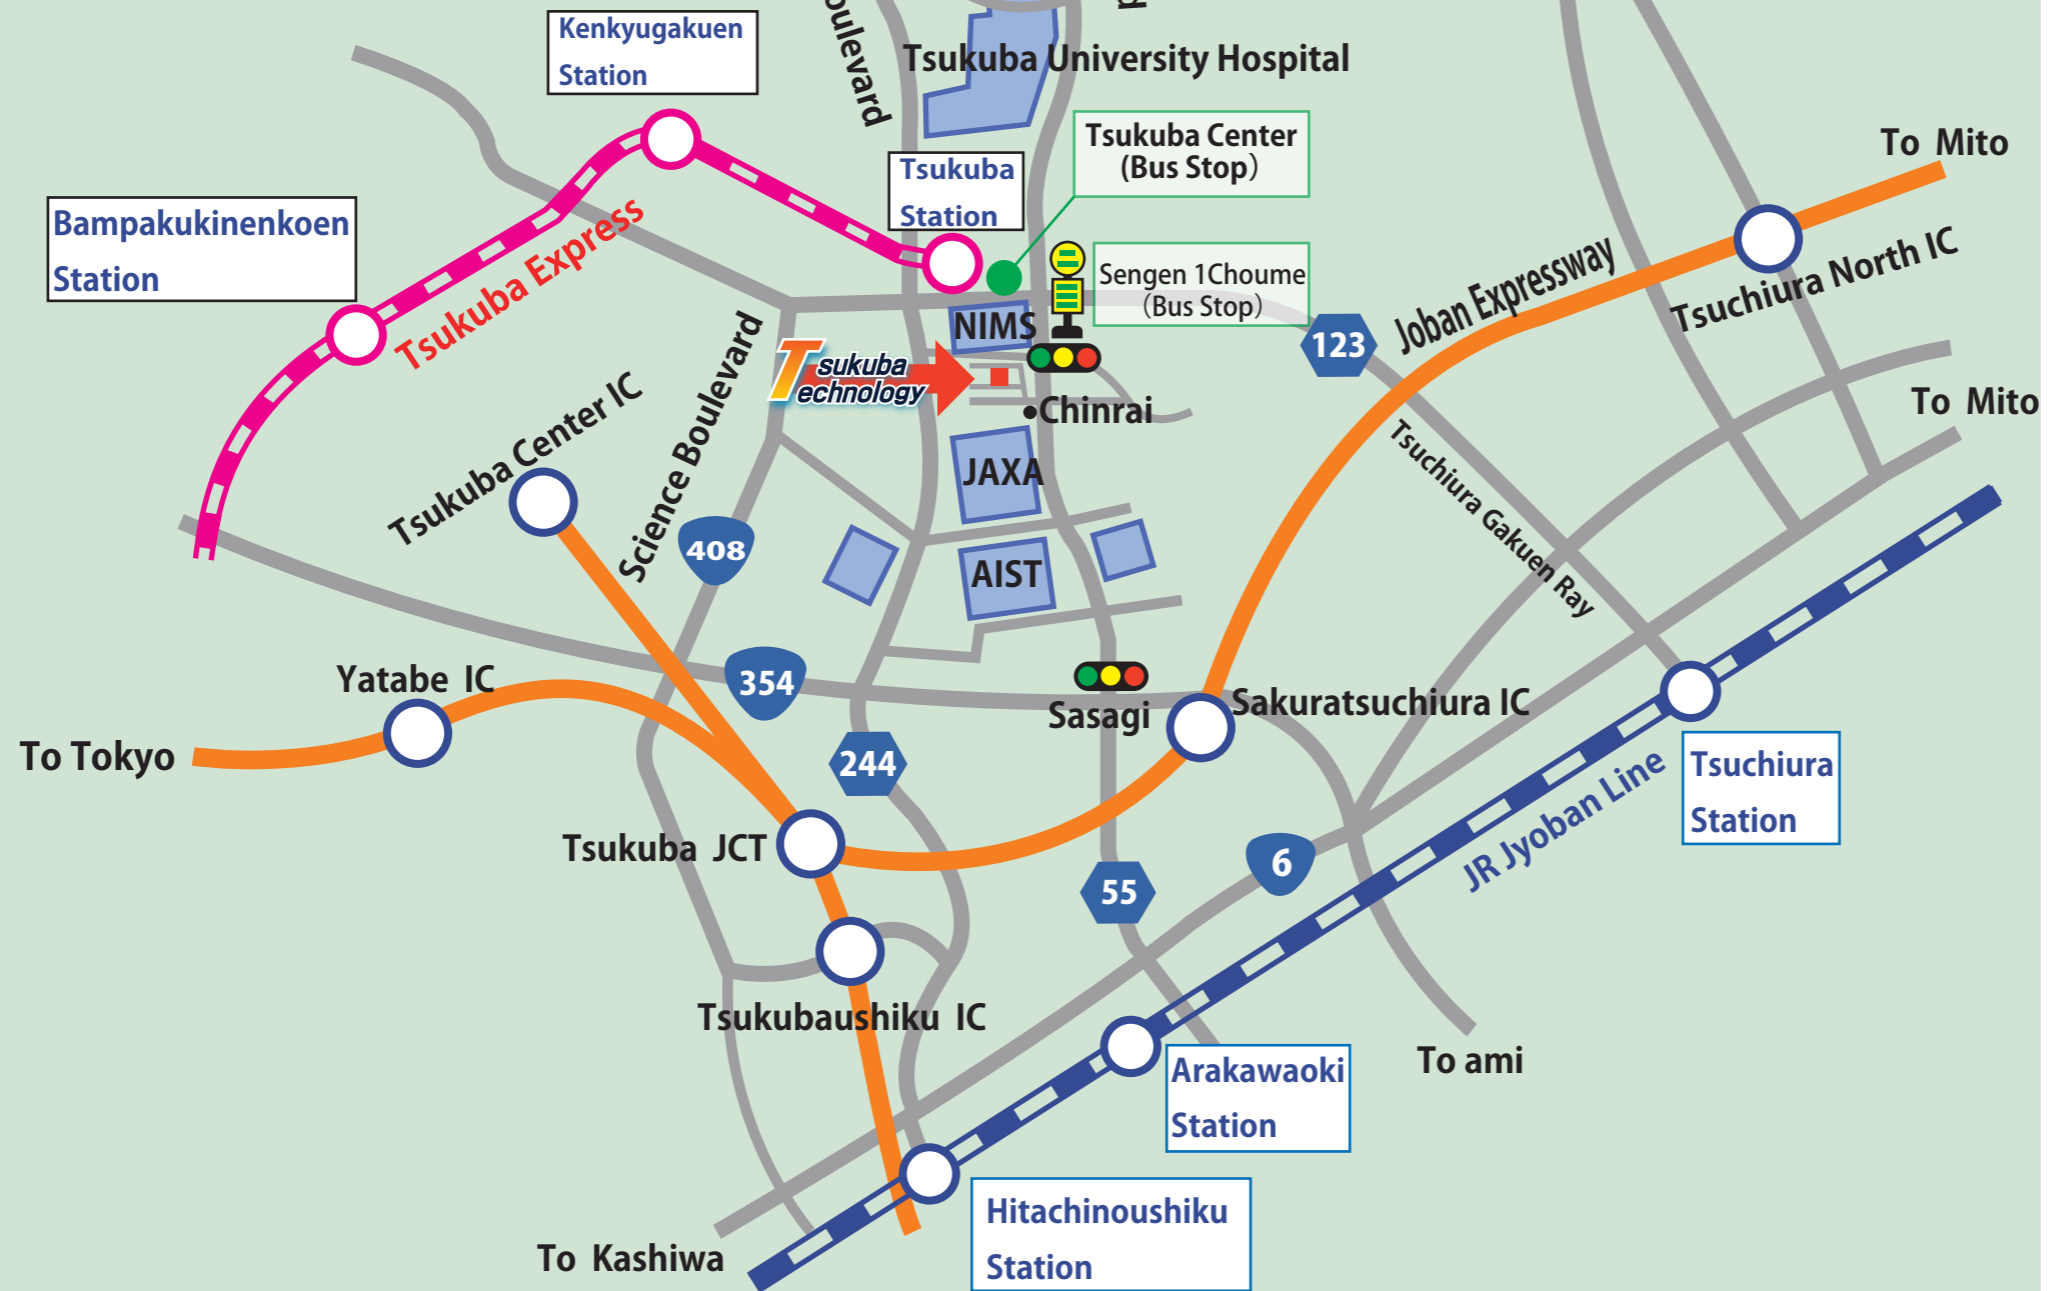 Kenkyugakuen
Station
oulevard
Tsukuba University Hospital
Tsukuba Center
(Bus Stop)
To Mito
Tsukuba
Station
Bampakukinenkoen
Station
Tsukuba Express
Sengen 1Choume
(Bus Stop)
Joban Expressway
Tsuchiura North IC
NIMS
123
Tsukuba
Technology
Chinrai
To Mito
Tsukuba Center IC
Science Boulevard
Tsuchiura Gakuen Ray
JAXA
408
AIST
Yatabe IC
354
Sasagi
Sakuratsuchiura IC
To Tokyo
244
Tsuchiura
Station
JR Jyoban Line
Tsukuba JCT
6
55
Tsukubaushiku IC
Arakawaoki
Station
To ami
Hitachinoushiku
Station
To Kashiwa